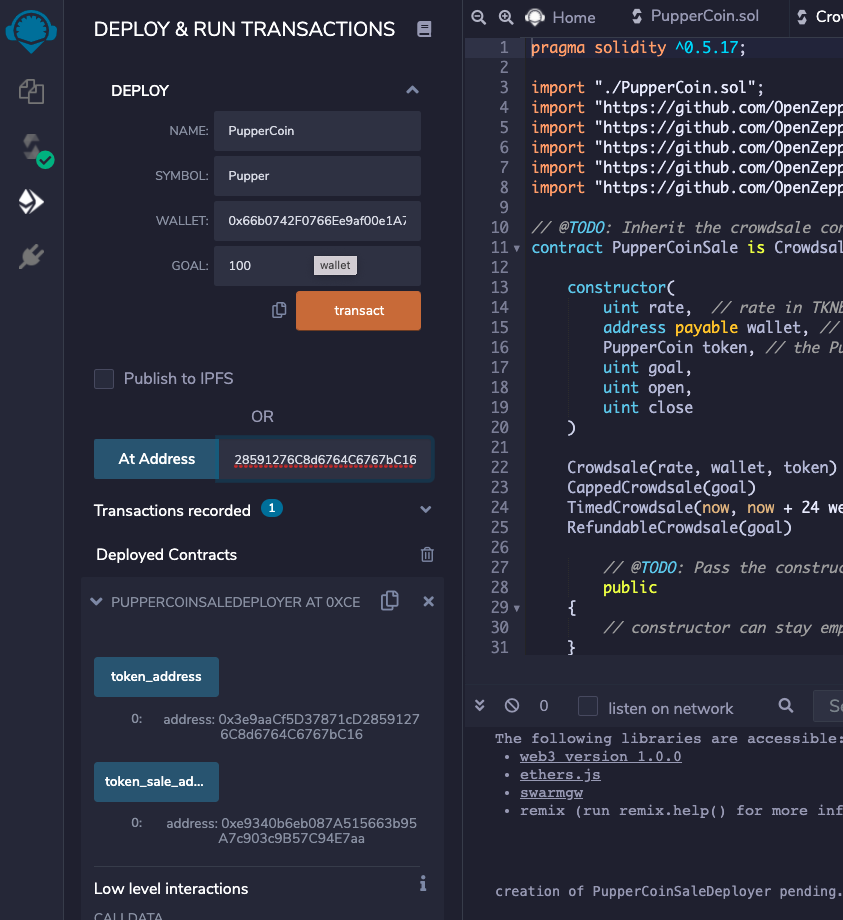 DEPLOY & RUN TRANSACTIONS
DEPLOY
NAME: PupperCoin
SYMBOL: Pupper
WALLET: 0x66b0742F0766Ee9af00e1A7
GOAL: 100 wallet
transact
Publish to IPFS
OR
At Address 28591276C8d6764C6767bC16
Transactions recorded 1
Deployed Contracts
PUPPERCOINSALEDEPLOYER AT 0XCE
token_address
0: address: 0x3e9aaCf5D37871cD2859127
6C8d6764C6767bC16
token_sale_ad...
0: address: 0xe9340b6eb087A515663b95
A7c903c9B57C94E7aa
Low level interactions
CALLDATA
Home PupperCoin.sol Crow
1 pragma solidity ^0.5.17;
2
3 import "./PupperCoin.sol";
4 import "https://github.com/OpenZepp
5 import "https://github.com/OpenZepp
6 import "https://github.com/OpenZepp
7 import "https://github.com/OpenZepp
8 import "https://github.com/OpenZepp
9
10 // @TODO: Inherit the crowdsale con
11 contract PupperCoinSale is Crowdsal
12
13 constructor(
14 uint rate, // rate in TKNB
15 address payable wallet, //
16 PupperCoin token, // the Pu
17 uint goal,
18 uint open,
19 uint close
20 )
21
22 Crowdsale(rate, wallet, token)
23 CappedCrowdsale(goal)
24 TimedCrowdsale(now, now + 24 we
25 RefundableCrowdsale(goal)
26
27 // @TODO: Pass the construc
28 public
29 {
30 // constructor can stay emp
31 }
0 listen on network
The following libraries are accessible:
• web3 version 1.0.0
• ethers.js
• swarmgw
• remix (run remix.help() for more inf
creation of PupperCoinSaleDeployer pending.